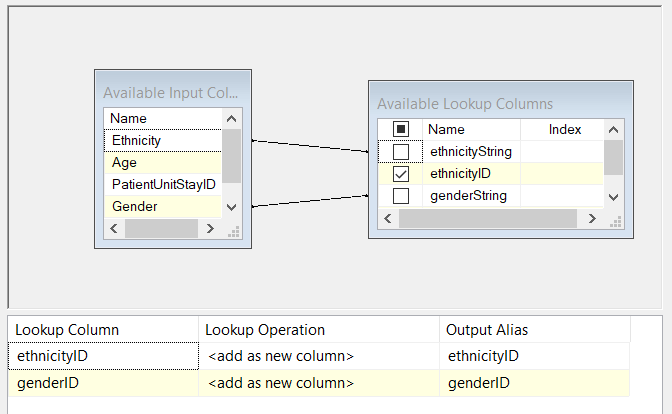 Available Input Col...
Name
Ethnicity
Age
PatientUnitStayID
Gender
Available Lookup Columns
Name Index
ethnicityString
ethnicityID
genderString
Lookup Column Lookup Operation Output Alias
ethnicityID <add as new column> ethnicityID
genderID <add as new column> genderID